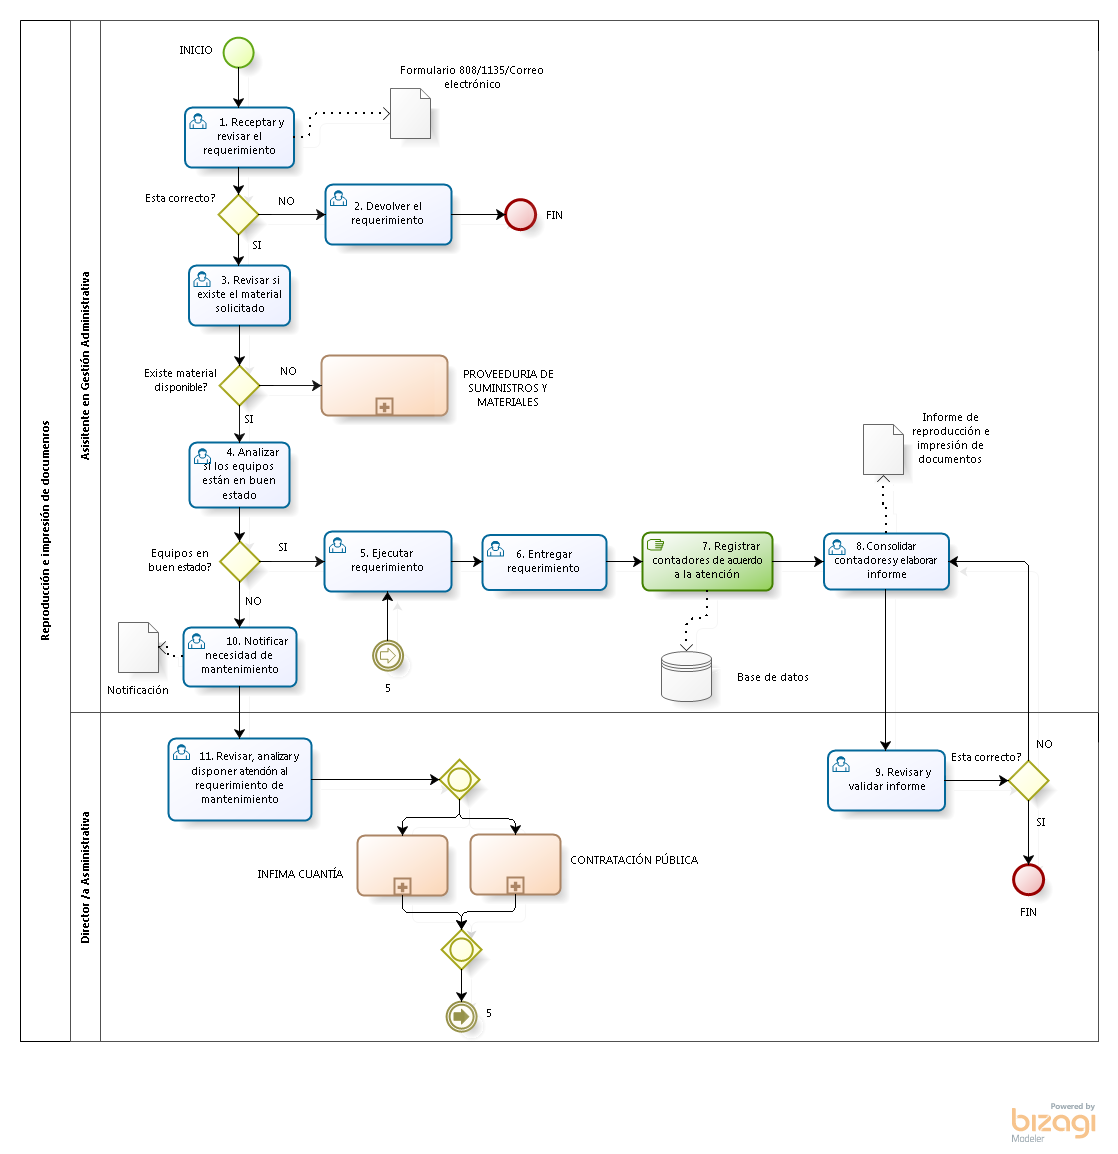 Reproducción e impresión de documenros
Asisitente en Gestión Administrativa
INICIO
Formulario 808/1135/Correo
electrónico
1. Receptar y
revisar el
requerimiento
Esta correcto?
NO
2. Devolver el
requerimiento
FIN
SI
3. Revisar si
existe el material
solicitado
Existe material
disponible?
NO
PROVEEDURIA DE
SUMINISTROS Y
MATERIALES
SI
4. Analizar
si los equipos
están en buen
estado
Informe de
reproducción e
impresión de
documentos
Equipos en
buen estado?
SI
5. Ejecutar
requerimiento
6. Entregar
requerimiento
7. Registrar
contadores de acuerdo
a la atención
8. Consolidar
contadores y elaborar
informe
NO
10. Notificar
necesidad de
mantenimiento
Notificación
5
Base de datos
Director /a Asministrativa
11. Revisar, analizar y
disponer atención al
requerimiento de
mantenimiento
INFIMA CUANTÍA
CONTRATACIÓN PÚBLICA
5
9. Revisar y
validar informe
Esta correcto?
NO
SI
FIN
Powered by
bizagi
Modeler